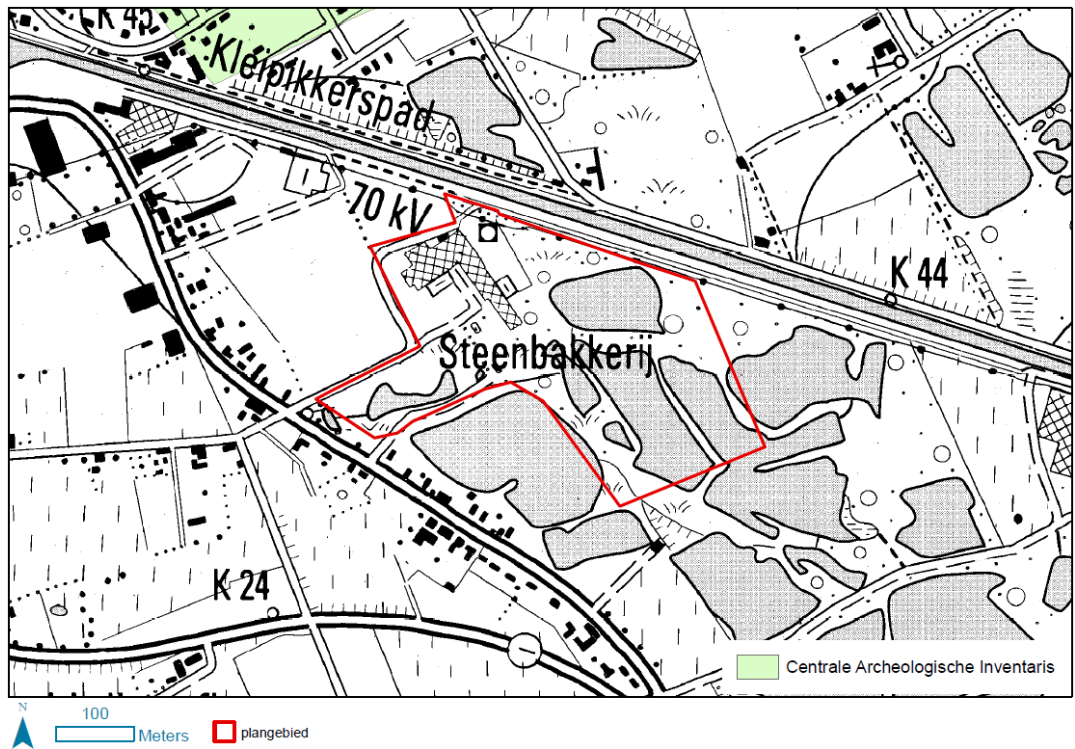 K 45
Kleipikkerspad
70 kV
K 44
Steenbakkerij
K 24
Centrale Archeologische Inventaris
N
100
Meters
plangebied